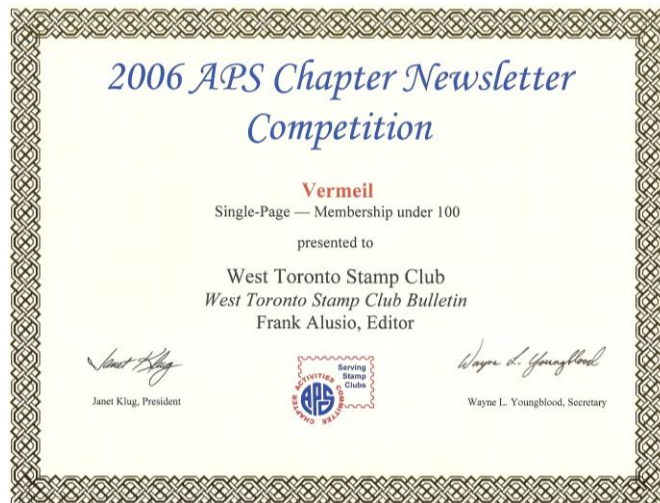 2006 APS Chapter Newsletter
Competition
Vermeil
Single-Page — Membership under 100
presented to
West Toronto Stamp Club
West Toronto Stamp Club Bulletin
Frank Alusio, Editor
Janet Klug
Wayne L. Youngblood
Serving
Stamp
Clubs
CHAPTER ACTIVITIES COMMITTEE
APS
Janet Klug, President
Wayne L. Youngblood, Secretary